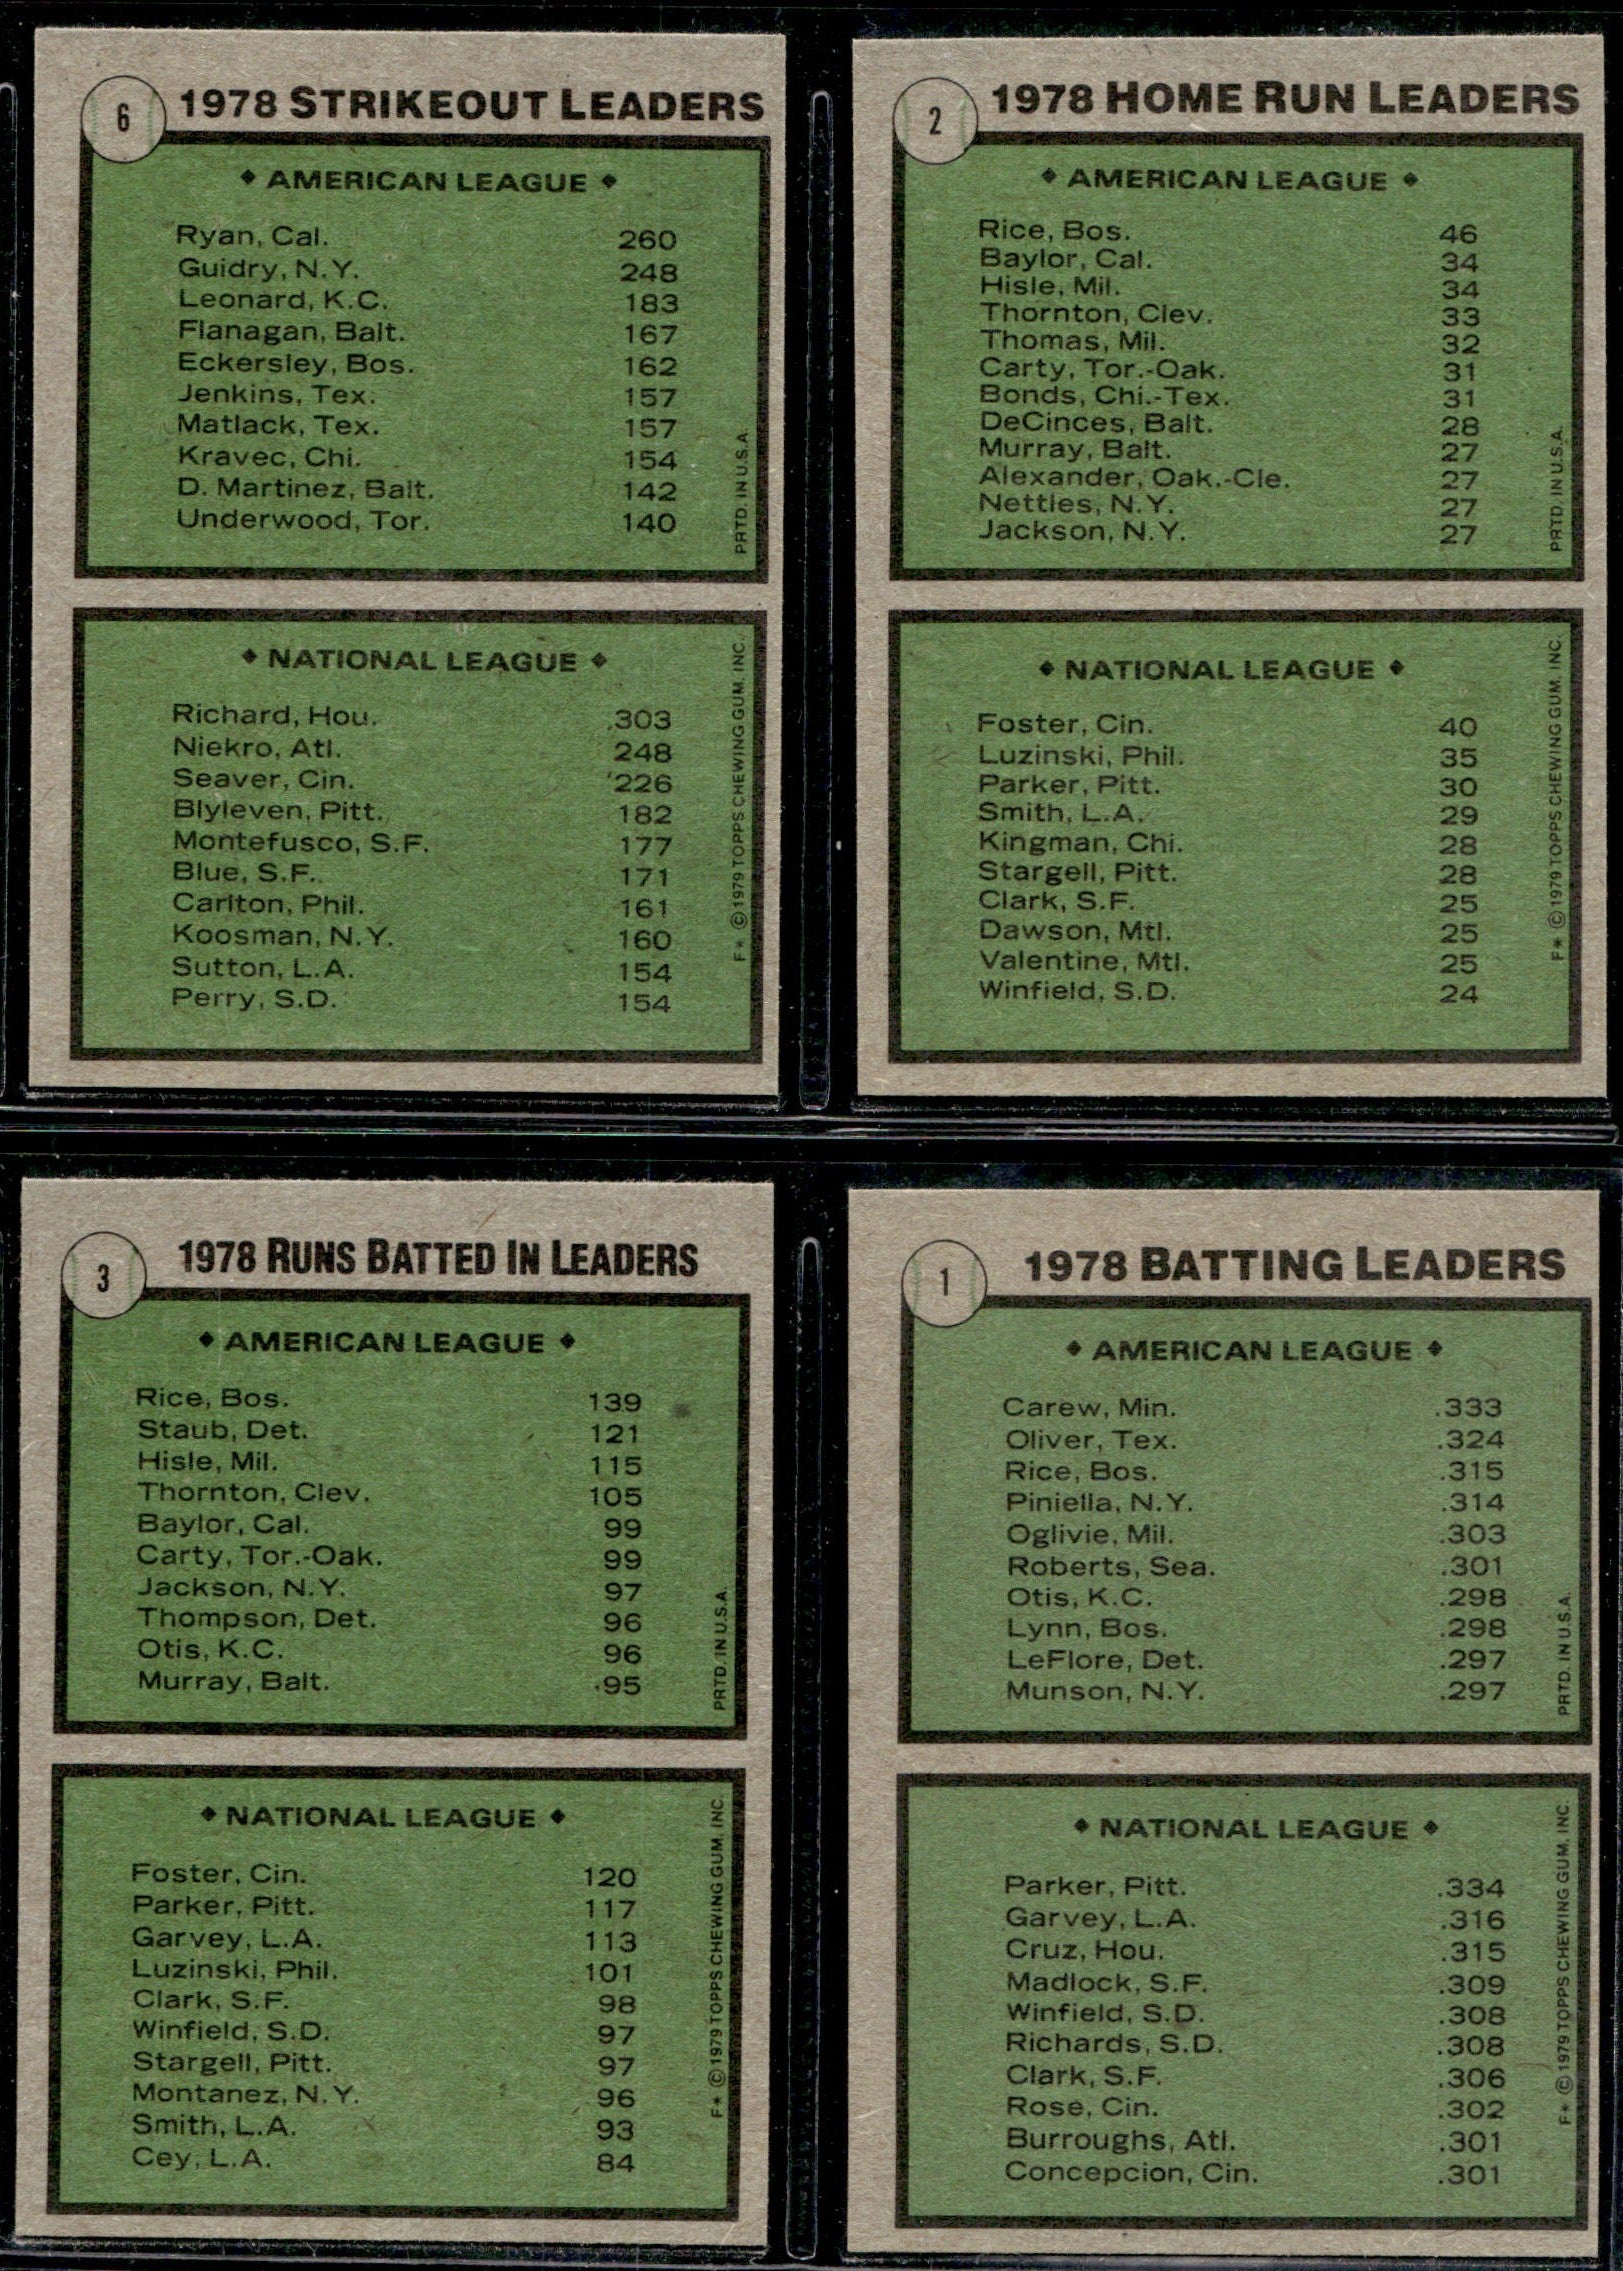 6
1978 STRIKEOUT LEADERS
AMERICAN LEAGUE
Ryan, Cal. 260
Guidry, N.Y. 248
Leonard, K.C. 183
Flanagan, Balt. 167
Eckersley, Bos. 162
Jenkins, Tex. 157
Matlack, Tex. 157
Kravec, Chi. 154
D. Martinez, Balt. 142
Underwood, Tor. 140
PRTD. IN U.S.A.
NATIONAL LEAGUE
Richard, Hou. 303
Niekro, Atl. 248
Seaver, Cin. 226
Blyleven, Pitt. 182
Montefusco, S.F. 177
Blue, S.F. 171
Carlton, Phil. 161
Koosman, N.Y. 160
Sutton, L.A. 154
Perry, S.D. 154
F* © 1979 TOPPS CHEWING GUM, INC.
2
1978 HOME RUN LEADERS
AMERICAN LEAGUE
Rice, Bos. 46
Baylor, Cal. 34
Hisle, Mil. 34
Thornton, Clev. 33
Thomas, Mil. 32
Carty, Tor.-Oak. 31
Bonds, Chi.-Tex. 31
DeCinces, Balt. 28
Murray, Balt. 27
Alexander, Oak.-Cle. 27
Nettles, N.Y. 27
Jackson, N.Y. 27
PRTD. IN U.S.A.
NATIONAL LEAGUE
Foster, Cin. 40
Luzinski, Phil. 35
Parker, Pitt. 30
Smith, L.A. 29
Kingman, Chi. 28
Stargell, Pitt. 28
Clark, S.F. 25
Dawson, Mtl. 25
Valentine, Mtl. 25
Winfield, S.D. 24
F* © 1979 TOPPS CHEWING GUM, INC.
3
1978 RUNS BATTED IN LEADERS
AMERICAN LEAGUE
Rice, Bos. 139
Staub, Det. 121
Hisle, Mil. 115
Thornton, Clev. 105
Baylor, Cal. 99
Carty, Tor.-Oak. 99
Jackson, N.Y. 97
Thompson, Det. 96
Otis, K.C. 96
Murray, Balt. 95
PRTD. IN U.S.A.
NATIONAL LEAGUE
Foster, Cin. 120
Parker, Pitt. 117
Garvey, L.A. 113
Luzinski, Phil. 101
Clark, S.F. 98
Winfield, S.D. 97
Stargell, Pitt. 97
Montanez, N.Y. 96
Smith, L.A. 93
Cey, L.A. 84
F* © 1979 TOPPS CHEWING GUM, INC.
1
1978 BATTING LEADERS
AMERICAN LEAGUE
Carew, Min. .333
Oliver, Tex. .324
Rice, Bos. .315
Piniella, N.Y. .314
Oglivie, Mil. .303
Roberts, Sea. .301
Otis, K.C. .298
Lynn, Bos. .298
LeFlore, Det. .297
Munson, N.Y. .297
PRTD. IN U.S.A.
NATIONAL LEAGUE
Parker, Pitt. .334
Garvey, L.A. .316
Cruz, Hou. .315
Madlock, S.F. .309
Winfield, S.D. .308
Richards, S.D. .308
Clark, S.F. .306
Rose, Cin. .302
Burroughs, Atl. .301
Concepcion, Cin. .301
F* © 1979 TOPPS CHEWING GUM, INC.